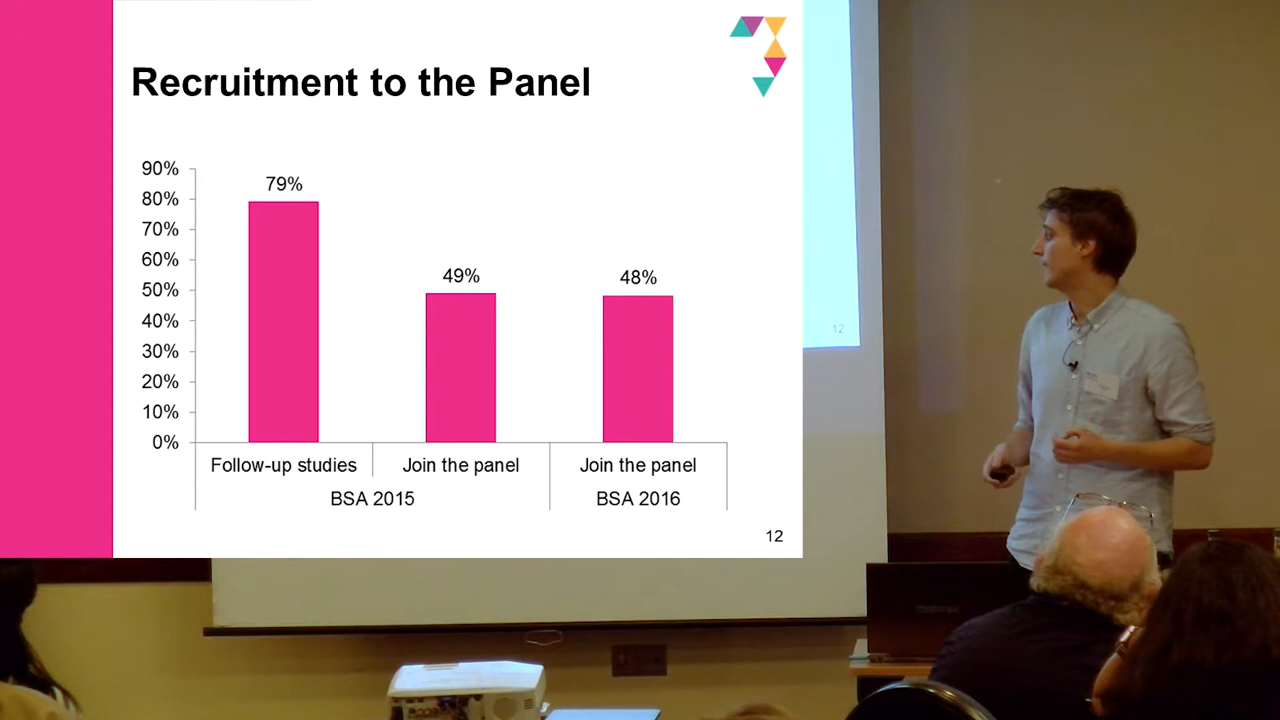 Recruitment to the Panel
90%
80%
70%
60%
50%
40%
30%
20%
10%
0%
79%
49%
48%
Follow-up studies
Join the panel
Join the panel
BSA 2015
BSA 2016
12
12